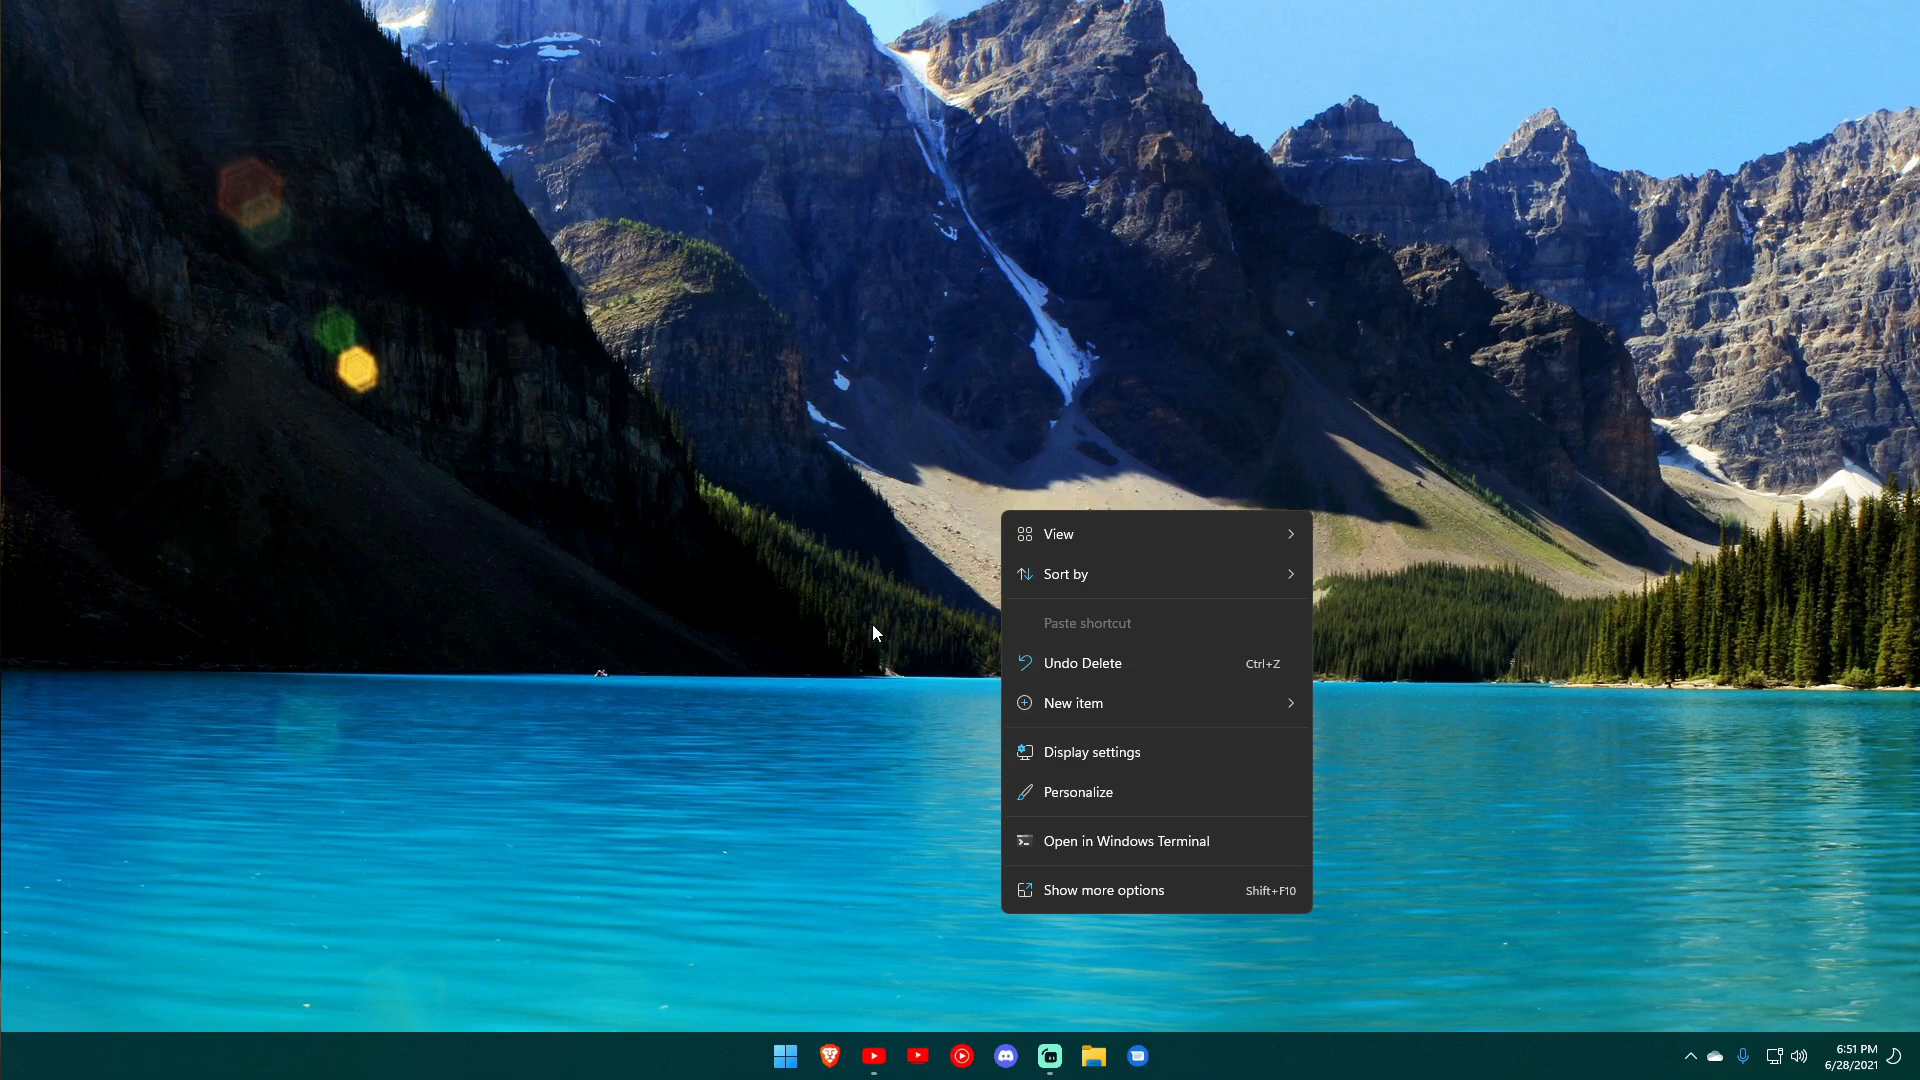 View
Sort by
Paste shortcut
Undo Delete Ctrl+Z
New item
Display settings
Personalize
Open in Windows Terminal
Show more options Shift+F10
6:51 PM
6/28/2021